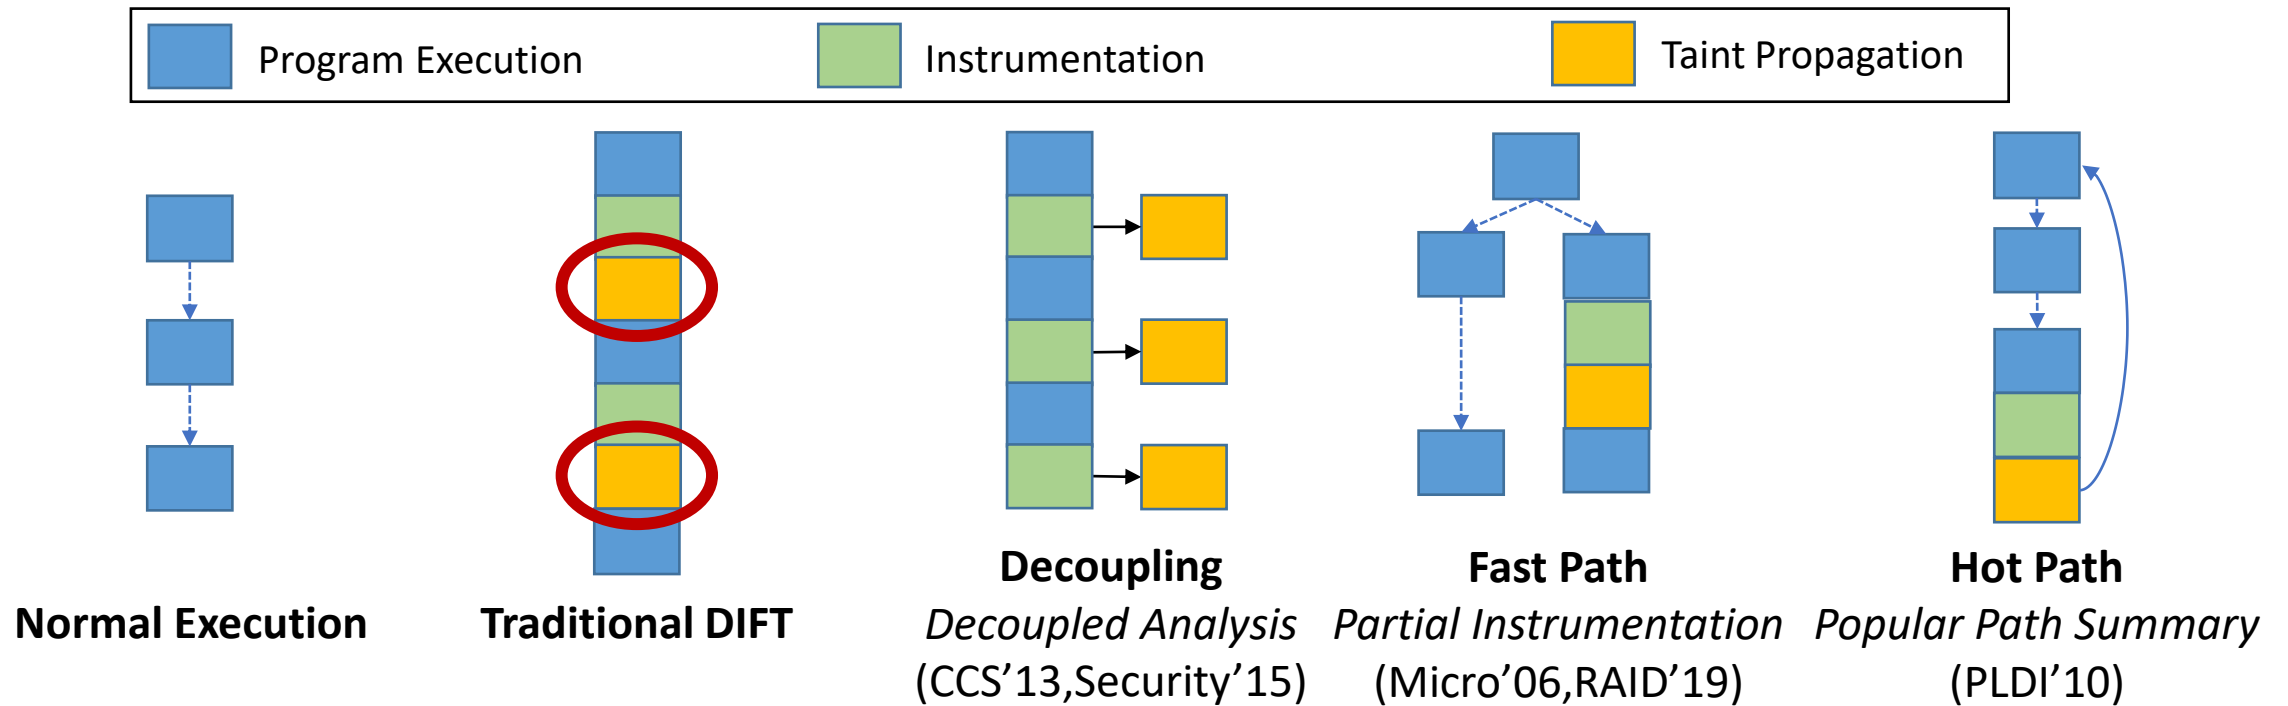 Program Execution
Instrumentation
Taint Propagation
Normal Execution
Traditional DIFT
Decoupling
Decoupled Analysis
(CCS’13,Security’15)
Fast Path
Partial Instrumentation
(Micro’06,RAID’19)
Hot Path
Popular Path Summary
(PLDI’10)